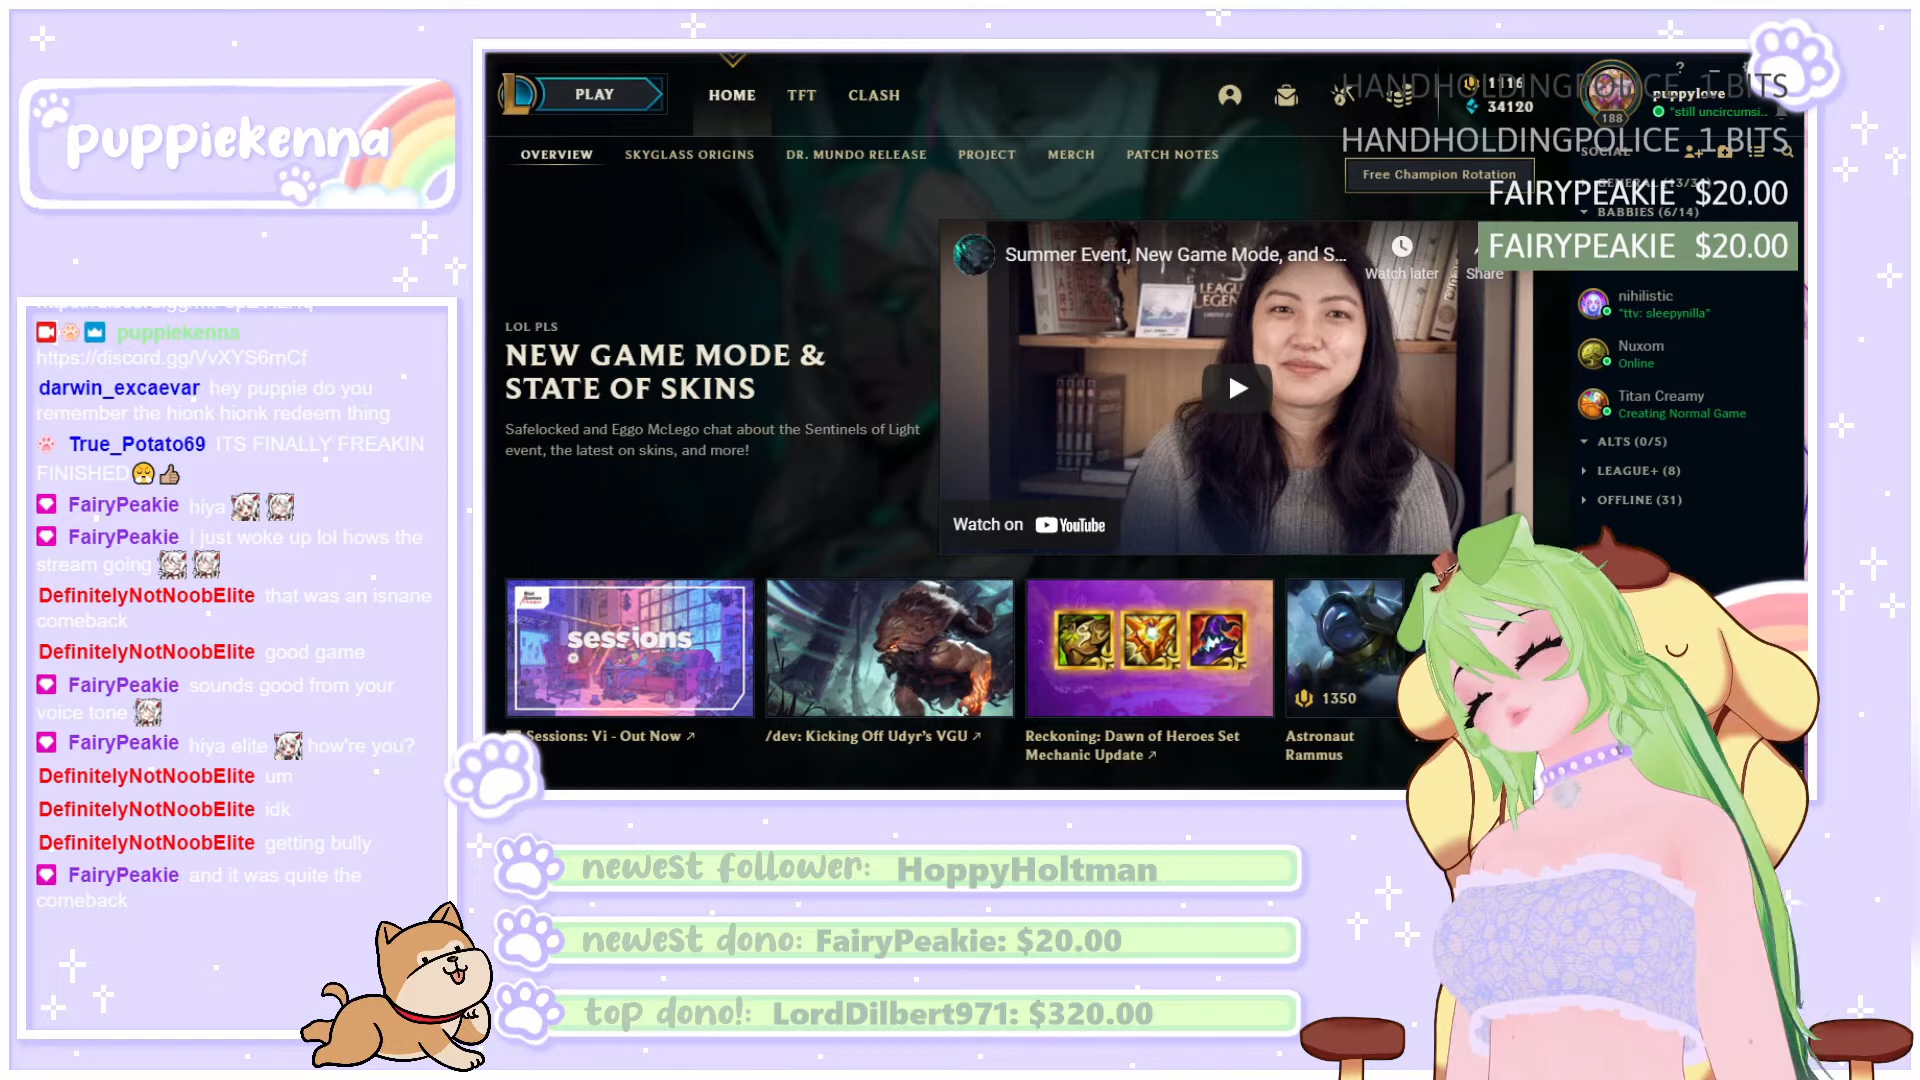 puppiekenna
puppiekenna
https://discord.gg/VvXYS6rnCf
darwin_excaevar hey puppie do you
remember the hionk hionk redeem thing
True_Potato69 ITS FINALLY FREAKIN
FINISHED
FairyPeakie hiya
FairyPeakie I just woke up lol hows the
stream going
DefinitelyNotNoobElite that was an isnane
comeback
DefinitelyNotNoobElite good game
FairyPeakie sounds good from your
voice tone
FairyPeakie hiya elite how're you?
DefinitelyNotNoobElite um
DefinitelyNotNoobElite idk
DefinitelyNotNoobElite getting bully
FairyPeakie and it was quite the
comeback
PLAY
HOME
TFT
CLASH
1116
34120
188
puppylove
"still uncircumsi..
HANDHOLDINGPOLICE 1 BITS
HANDHOLDINGPOLICE 1 BITS
FAIRYPEAKIE $20.00
FAIRYPEAKIE $20.00
OVERVIEW
SKYGLASS ORIGINS
DR. MUNDO RELEASE
PROJECT
MERCH
PATCH NOTES
Free Champion Rotation
SOCIAL
BABBIES (6/14)
nihilistic
"ttv: sleepynilla"
Nuxom
Online
Titan Creamy
Creating Normal Game
ALTS (0/5)
LEAGUE+ (8)
OFFLINE (31)
LOL PLS
NEW GAME MODE &
STATE OF SKINS
Safelocked and Eggo McLego chat about the Sentinels of Light
event, the latest on skins, and more!
Summer Event, New Game Mode, and S...
Watch later
Share
Watch on YouTube
sessions
Sessions: Vi - Out Now
/dev: Kicking Off Udyr's VGU
Reckoning: Dawn of Heroes Set
Mechanic Update
1350
Astronaut
Rammus
newest follower: HoppyHoltman
newest dono: FairyPeakie: $20.00
top dono!: LordDilbert971: $320.00